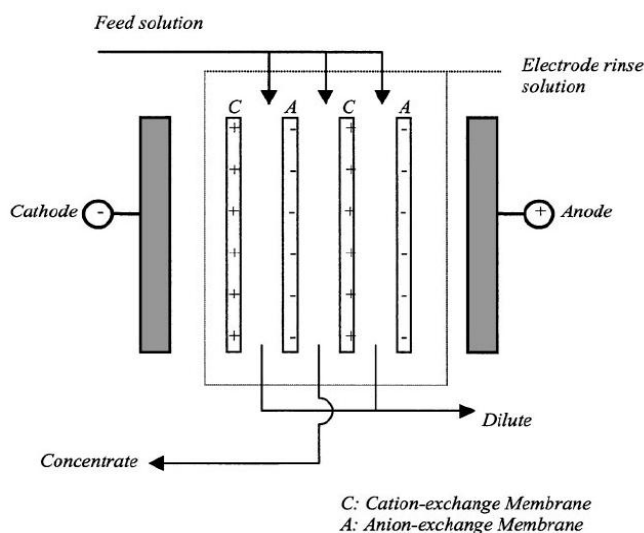 Feed solution
Electrode rinse
solution
C A C A
+ - + -
+ - + -
+ - + -
+ - + -
+ - + -
+ - + -
Cathode - + Anode
Dilute
Concentrate
C: Cation-exchange Membrane
A: Anion-exchange Membrane